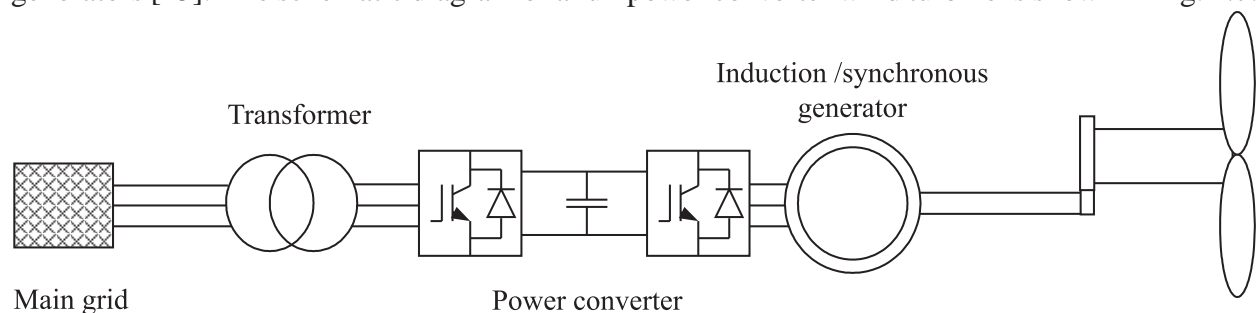 Induction /synchronous
generator
Transformer
Main grid
Power converter